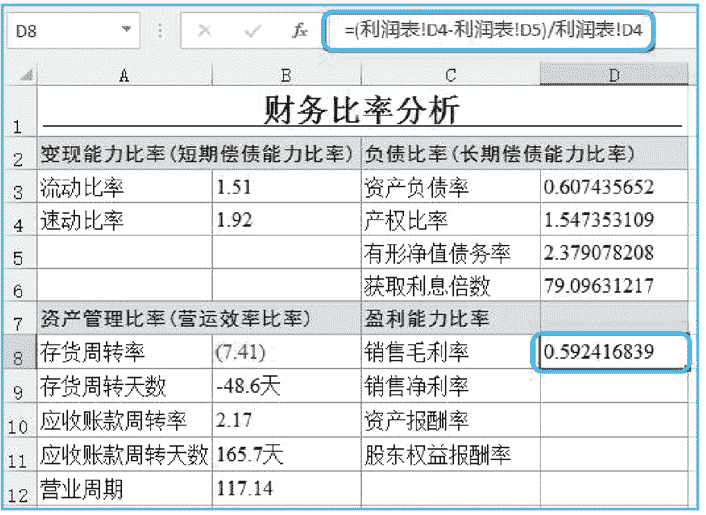 D8 fx =(利润表!D4-利润表!D5)/利润表!D4
A B C D
1 财务比率分析
2 变现能力比率(短期偿债能力比率) 负债比率(长期偿债能力比率)
3 流动比率 1.51 资产负债率 0.607435652
4 速动比率 1.92 产权比率 1.547353109
5 有形净值债务率 2.379078208
6 获取利息倍数 79.09631217
7 资产管理比率(营运效率比率) 盈利能力比率
8 存货周转率 (7.41) 销售毛利率 0.592416839
9 存货周转天数 -48.6天 销售净利率
10 应收账款周转率 2.17 资产报酬率
11 应收账款周转天数 165.7天 股东权益报酬率
12 营业周期 117.14